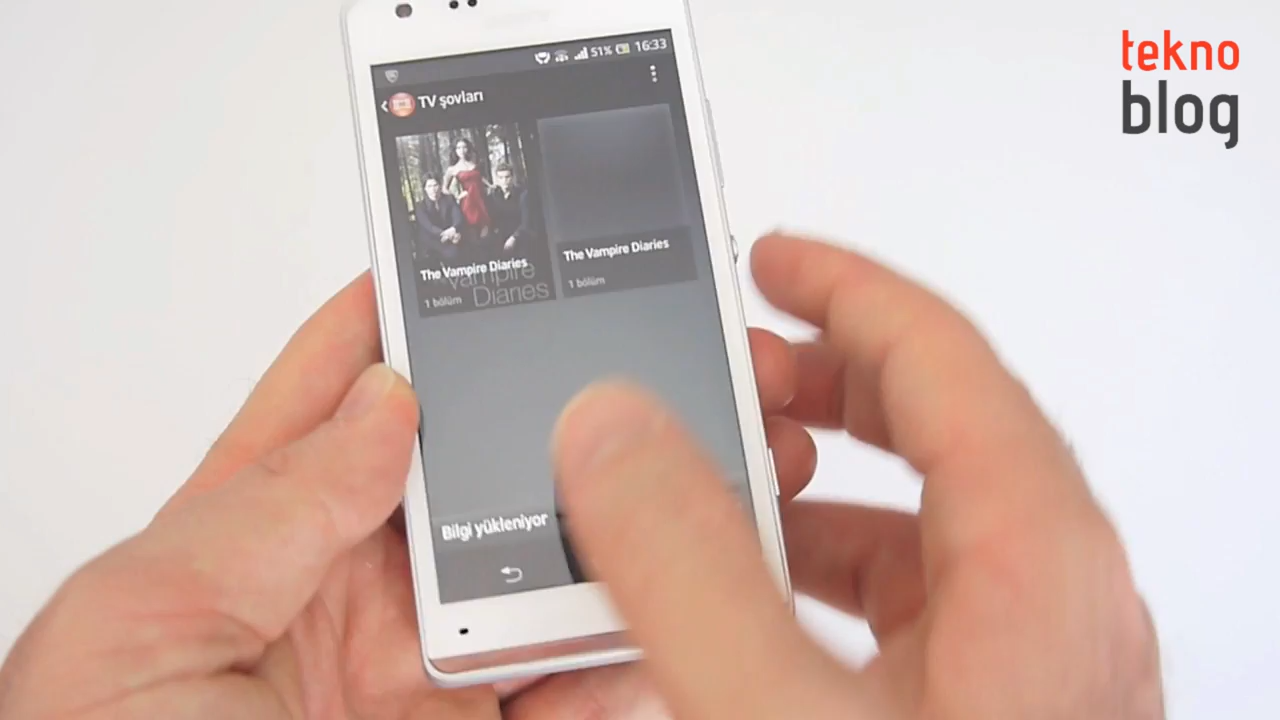 tekno
blog
51% 16:33
TV şovları
The Vampire Diaries
1 bölüm
Vampire
Diaries
The Vampire Diaries
1 bölüm
Bilgi yükleniyor